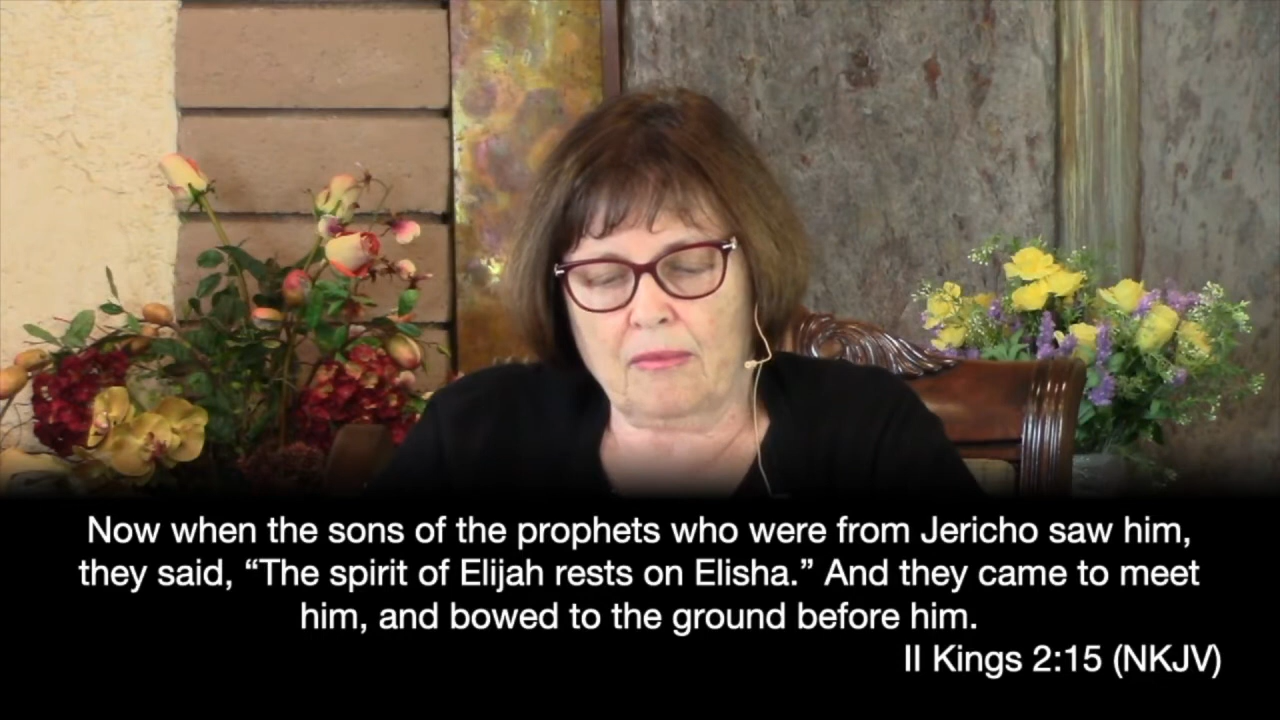 Now when the sons of the prophets who were from Jericho saw him,
they said, “The spirit of Elijah rests on Elisha.” And they came to meet
him, and bowed to the ground before him.
II Kings 2:15 (NKJV)